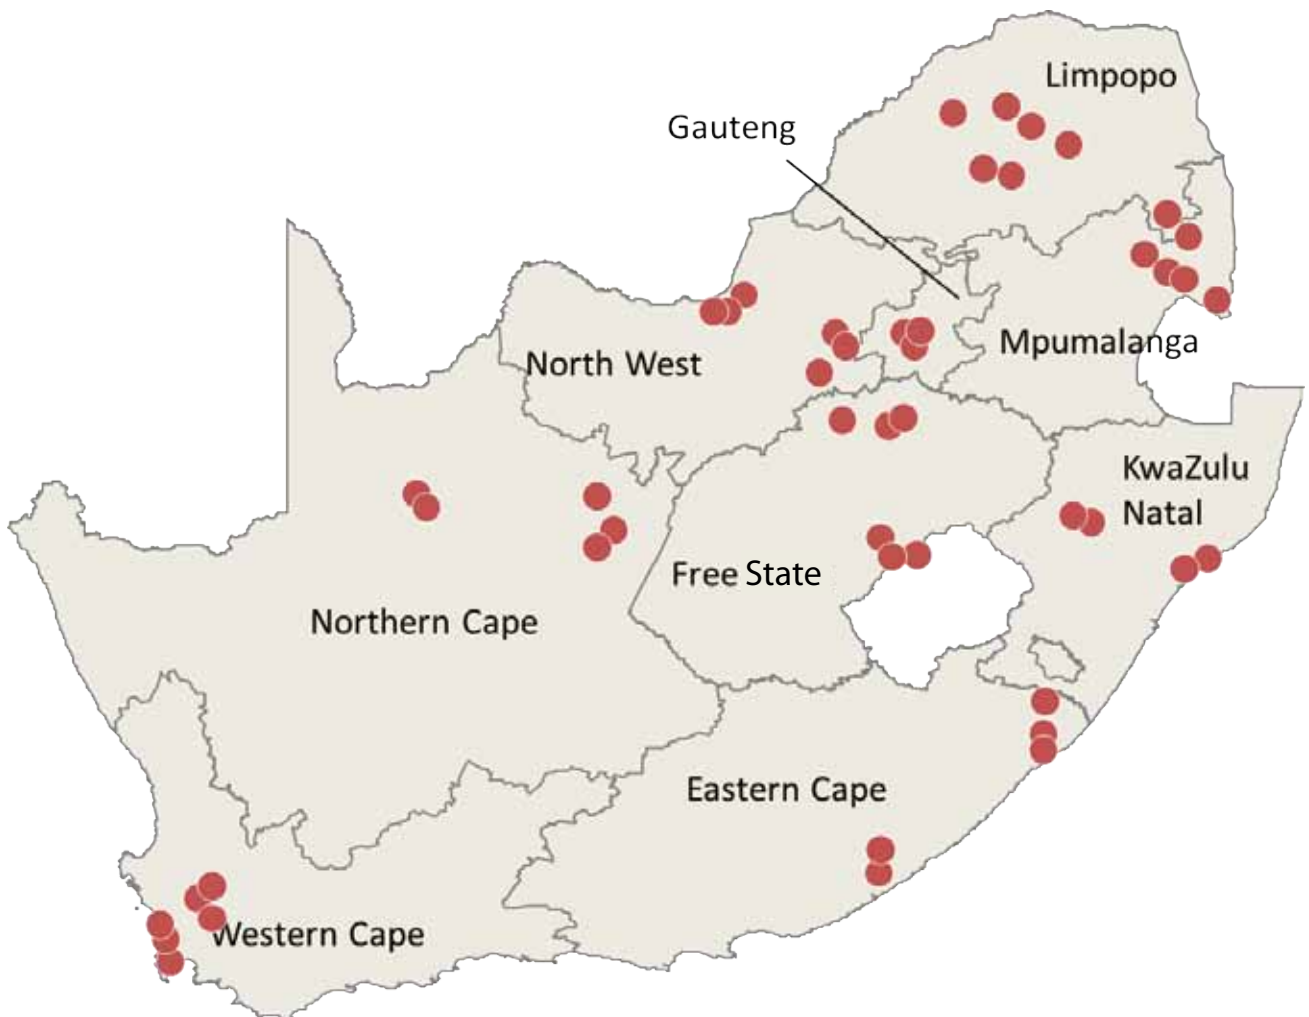 Limpopo
Gauteng
Mpumalanga
North West
KwaZulu
Natal
Free State
Northern Cape
Eastern Cape
Western Cape